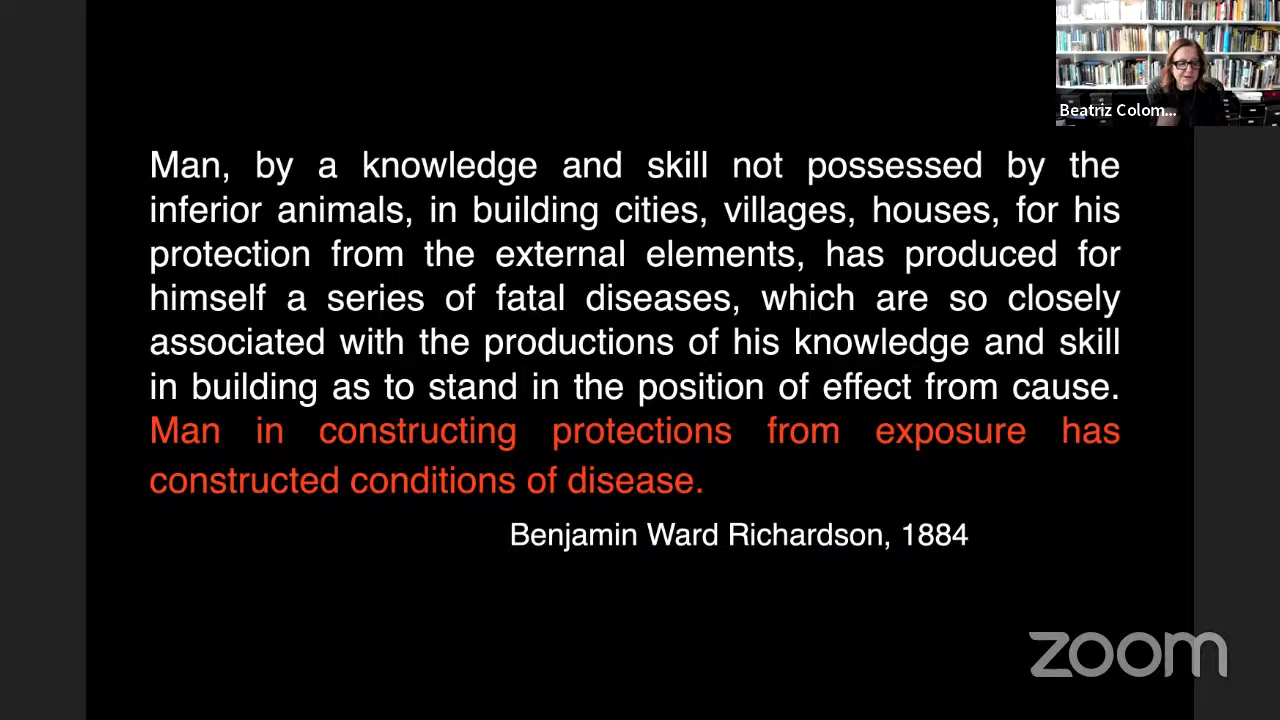 Beatriz Colom...
Man, by a knowledge and skill not possessed by the
inferior animals, in building cities, villages, houses, for his
protection from the external elements, has produced for
himself a series of fatal diseases, which are so closely
associated with the productions of his knowledge and skill
in building as to stand in the position of effect from cause.
Man in constructing protections from exposure has
constructed conditions of disease.
Benjamin Ward Richardson, 1884
zoom